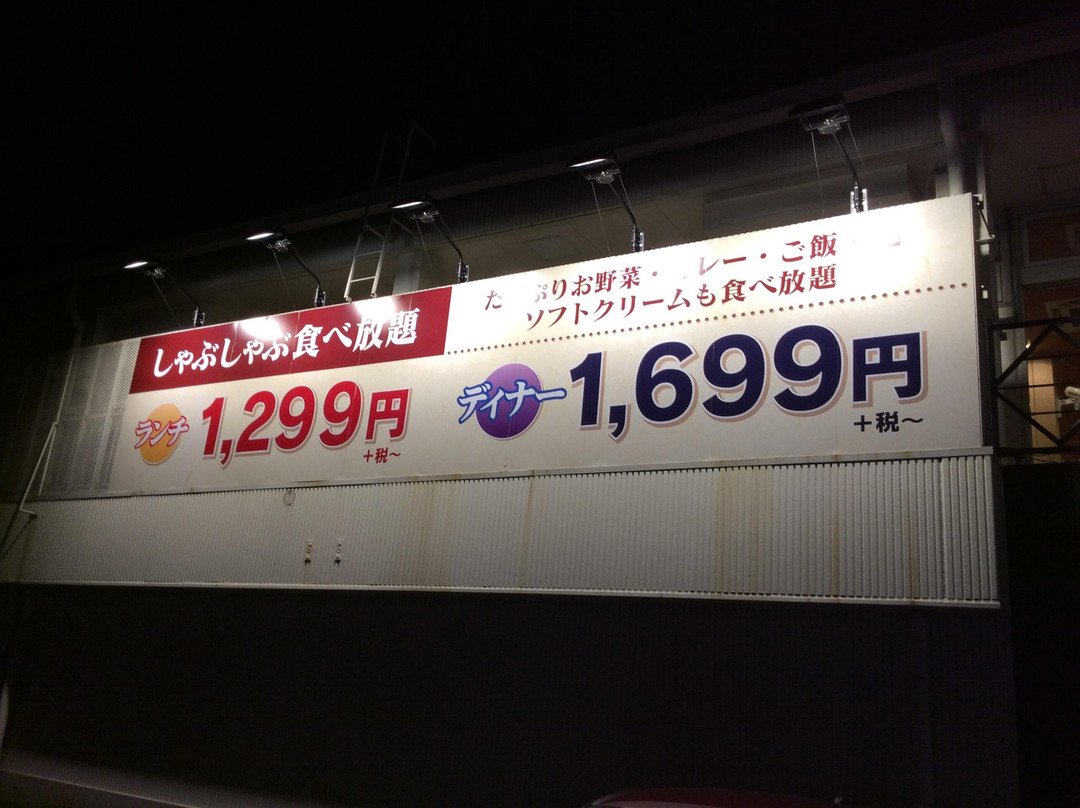 しゃぶしゃぶ食べ放題
ランチ 1,299円
+税～
ぷりお野菜・ レー・ご飯
ソフトクリームも食べ放題
ディナー 1,699円
+税～